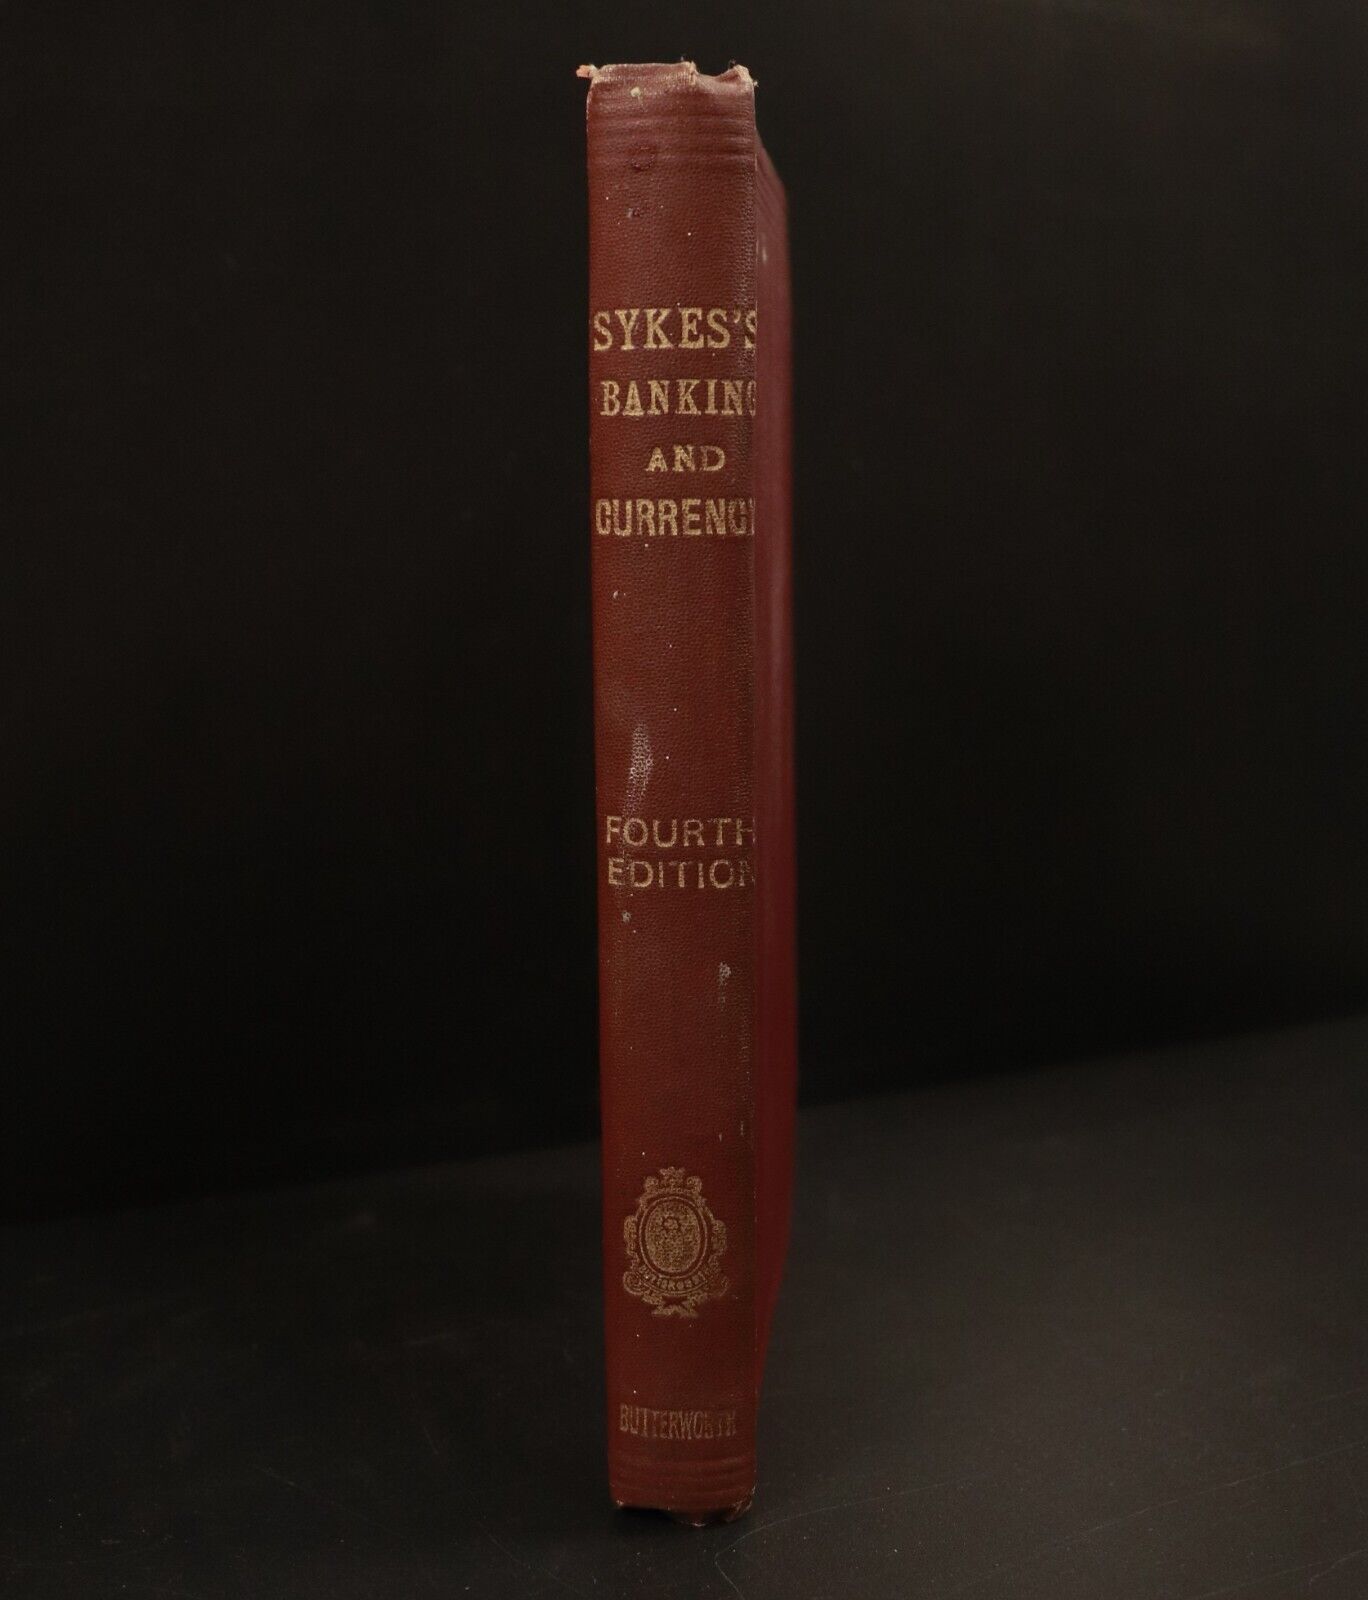 SYKES'S
BANKING
AND
CURRENCY
FOURTH
EDITION
BUTTERWORTH